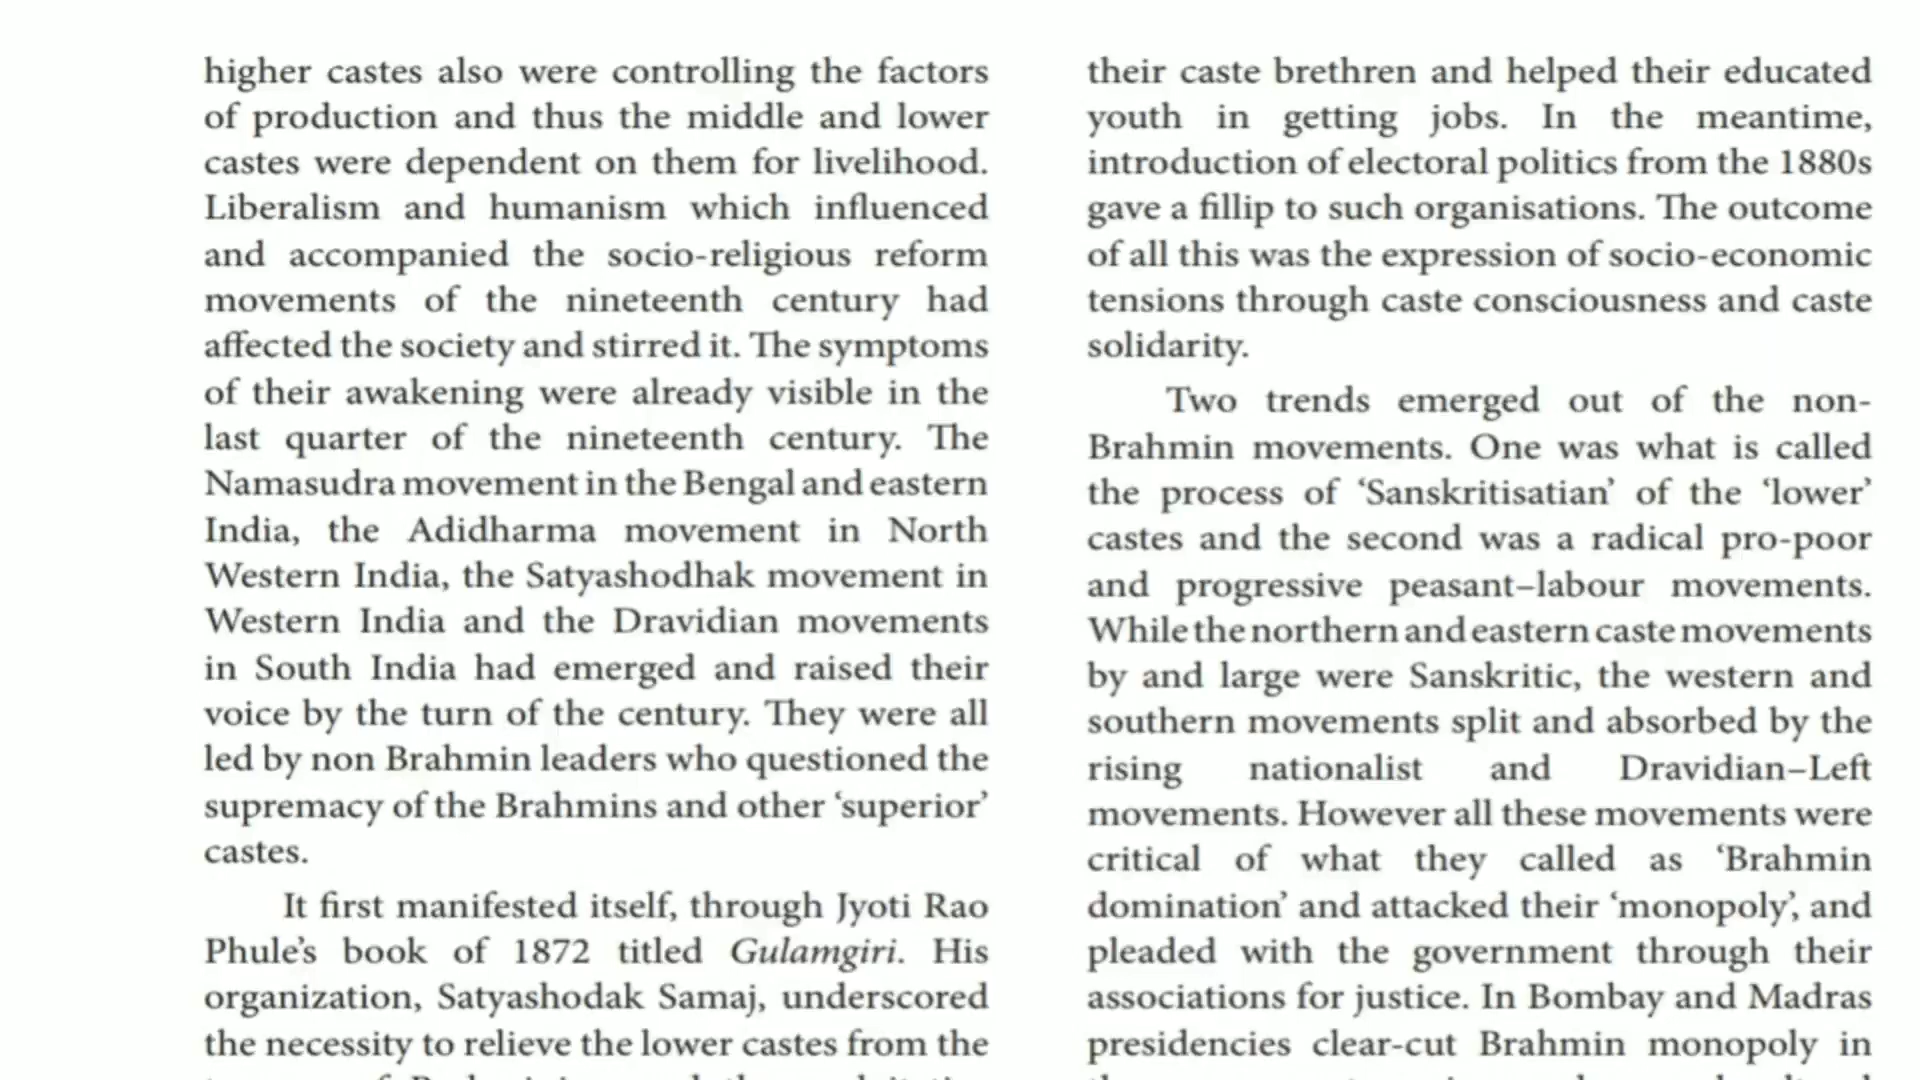 higher castes also were controlling the factors
of production and thus the middle and lower
castes were dependent on them for livelihood.
Liberalism and humanism which influenced
and accompanied the socio-religious reform
movements of the nineteenth century had
affected the society and stirred it. The symptoms
of their awakening were already visible in the
last quarter of the nineteenth century. The
Namasudra movement in the Bengal and eastern
India, the Adidharma movement in North
Western India, the Satyashodhak movement in
Western India and the Dravidian movements
in South India had emerged and raised their
voice by the turn of the century. They were all
led by non Brahmin leaders who questioned the
supremacy of the Brahmins and other ‘superior’
castes.
It first manifested itself, through Jyoti Rao
Phule’s book of 1872 titled Gulamgiri. His
organization, Satyashodak Samaj, underscored
the necessity to relieve the lower castes from the
their caste brethren and helped their educated
youth in getting jobs. In the meantime,
introduction of electoral politics from the 1880s
gave a fillip to such organisations. The outcome
of all this was the expression of socio-economic
tensions through caste consciousness and caste
solidarity.
Two trends emerged out of the non-
Brahmin movements. One was what is called
the process of ‘Sanskritisatian’ of the ‘lower’
castes and the second was a radical pro-poor
and progressive peasant–labour movements.
While the northern and eastern caste movements
by and large were Sanskritic, the western and
southern movements split and absorbed by the
rising nationalist and Dravidian–Left
movements. However all these movements were
critical of what they called as ‘Brahmin
domination’ and attacked their ‘monopoly’, and
pleaded with the government through their
associations for justice. In Bombay and Madras
presidencies clear-cut Brahmin monopoly in